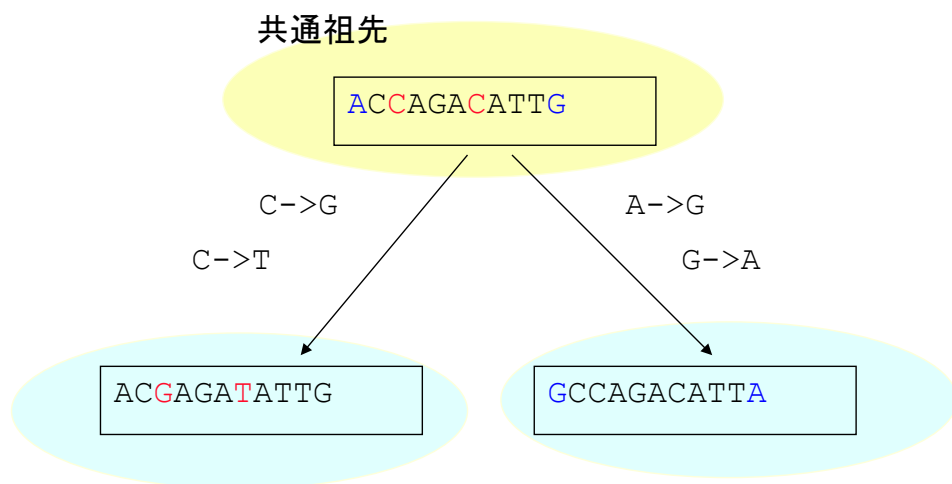 共通祖先
ACCAGACATTG
C->G
A->G
C->T
G->A
ACGAGATATTG
GCCAGACATTA